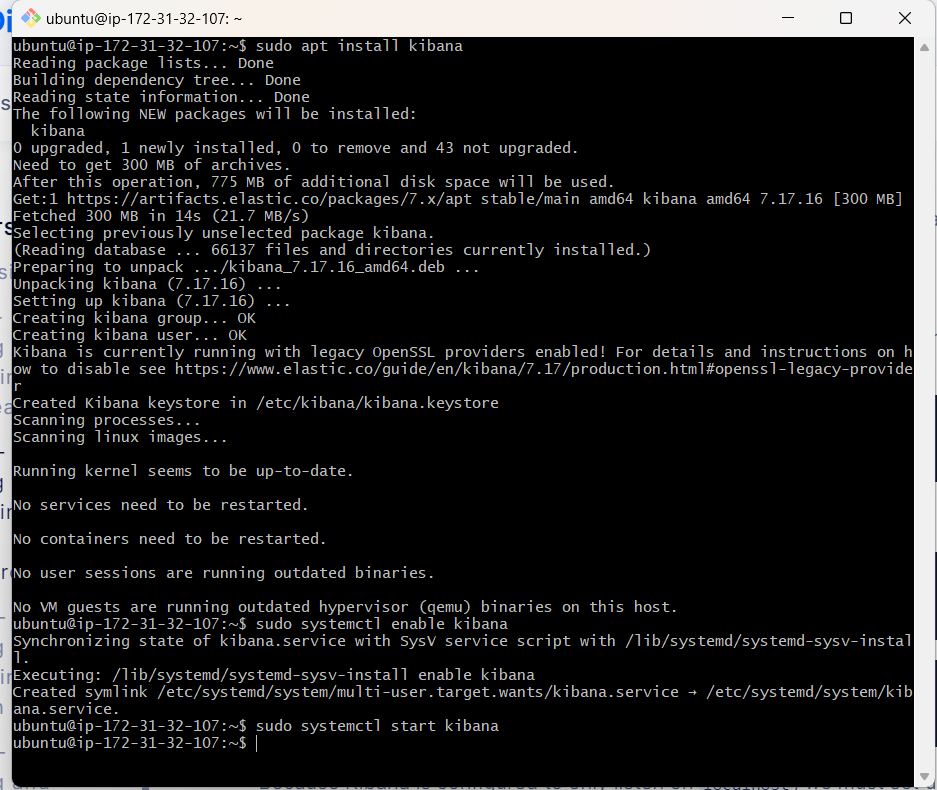 ubuntu@ip-172-31-32-107: ~
ubuntu@ip-172-31-32-107:~$ sudo apt install kibana
Reading package lists... Done
Building dependency tree... Done
Reading state information... Done
The following NEW packages will be installed:
  kibana
0 upgraded, 1 newly installed, 0 to remove and 43 not upgraded.
Need to get 300 MB of archives.
After this operation, 775 MB of additional disk space will be used.
Get:1 https://artifacts.elastic.co/packages/7.x/apt stable/main amd64 kibana amd64 7.17.16 [300 MB]
Fetched 300 MB in 14s (21.7 MB/s)
Selecting previously unselected package kibana.
(Reading database ... 66137 files and directories currently installed.)
Preparing to unpack .../kibana_7.17.16_amd64.deb ...
Unpacking kibana (7.17.16) ...
Setting up kibana (7.17.16) ...
Creating kibana group... OK
Creating kibana user... OK
Kibana is currently running with legacy OpenSSL providers enabled! For details and instructions on h
ow to disable see https://www.elastic.co/guide/en/kibana/7.17/production.html#openssl-legacy-provide
r
Created Kibana keystore in /etc/kibana/kibana.keystore
Scanning processes...
Scanning linux images...
Running kernel seems to be up-to-date.
No services need to be restarted.
No containers need to be restarted.
No user sessions are running outdated binaries.
No VM guests are running outdated hypervisor (qemu) binaries on this host.
ubuntu@ip-172-31-32-107:~$ sudo systemctl enable kibana
Synchronizing state of kibana.service with SysV service script with /lib/systemd/systemd-sysv-instal
l.
Executing: /lib/systemd/systemd-sysv-install enable kibana
Created symlink /etc/systemd/system/multi-user.target.wants/kibana.service → /etc/systemd/system/kib
ana.service.
ubuntu@ip-172-31-32-107:~$ sudo systemctl start kibana
ubuntu@ip-172-31-32-107:~$